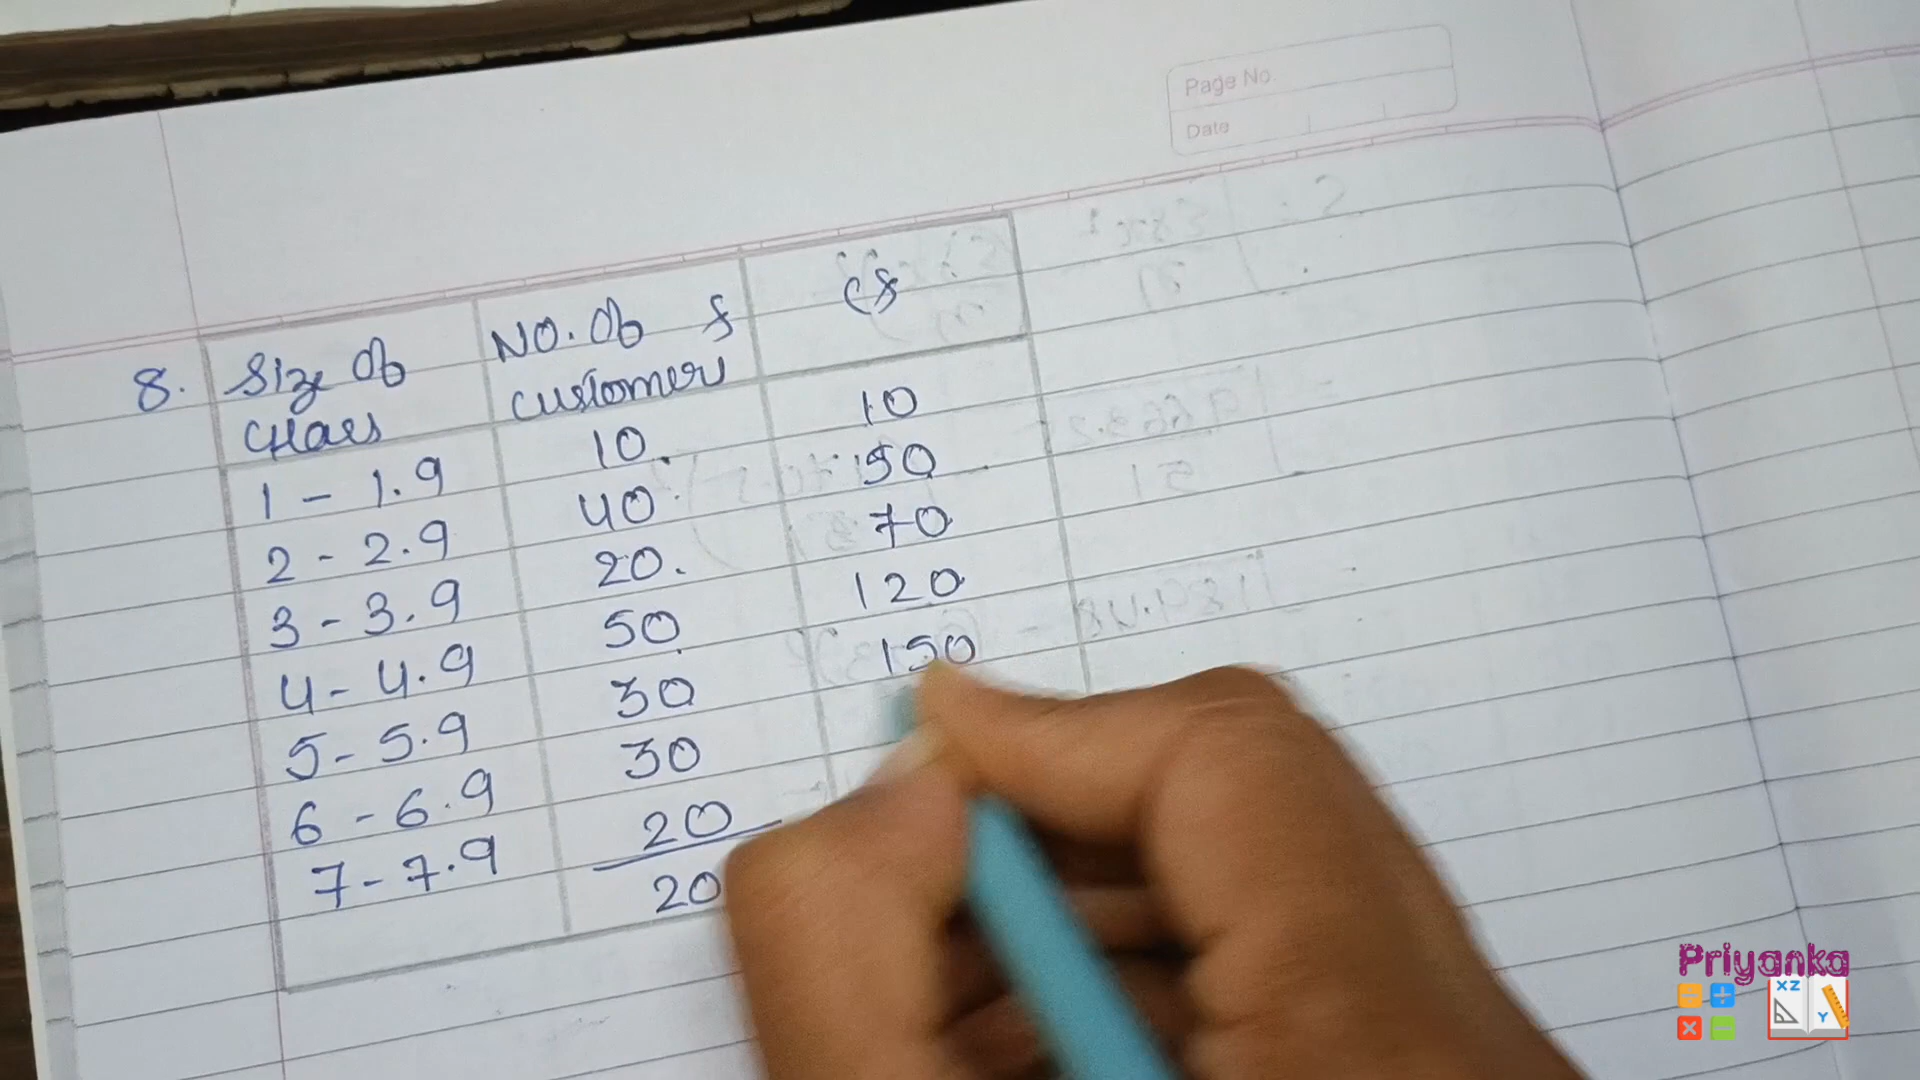 Page No
Date
8.
Size of Class | No. of f customers | cf
1 - 1.9 | 10. | 10
2 - 2.9 | 40 | 50
3 - 3.9 | 20. | 70
4 - 4.9 | 50 | 120
5 - 5.9 | 30 | 150
6 - 6.9 | 30
7 - 7.9 | 20
20
Priyanka
XZ
Y